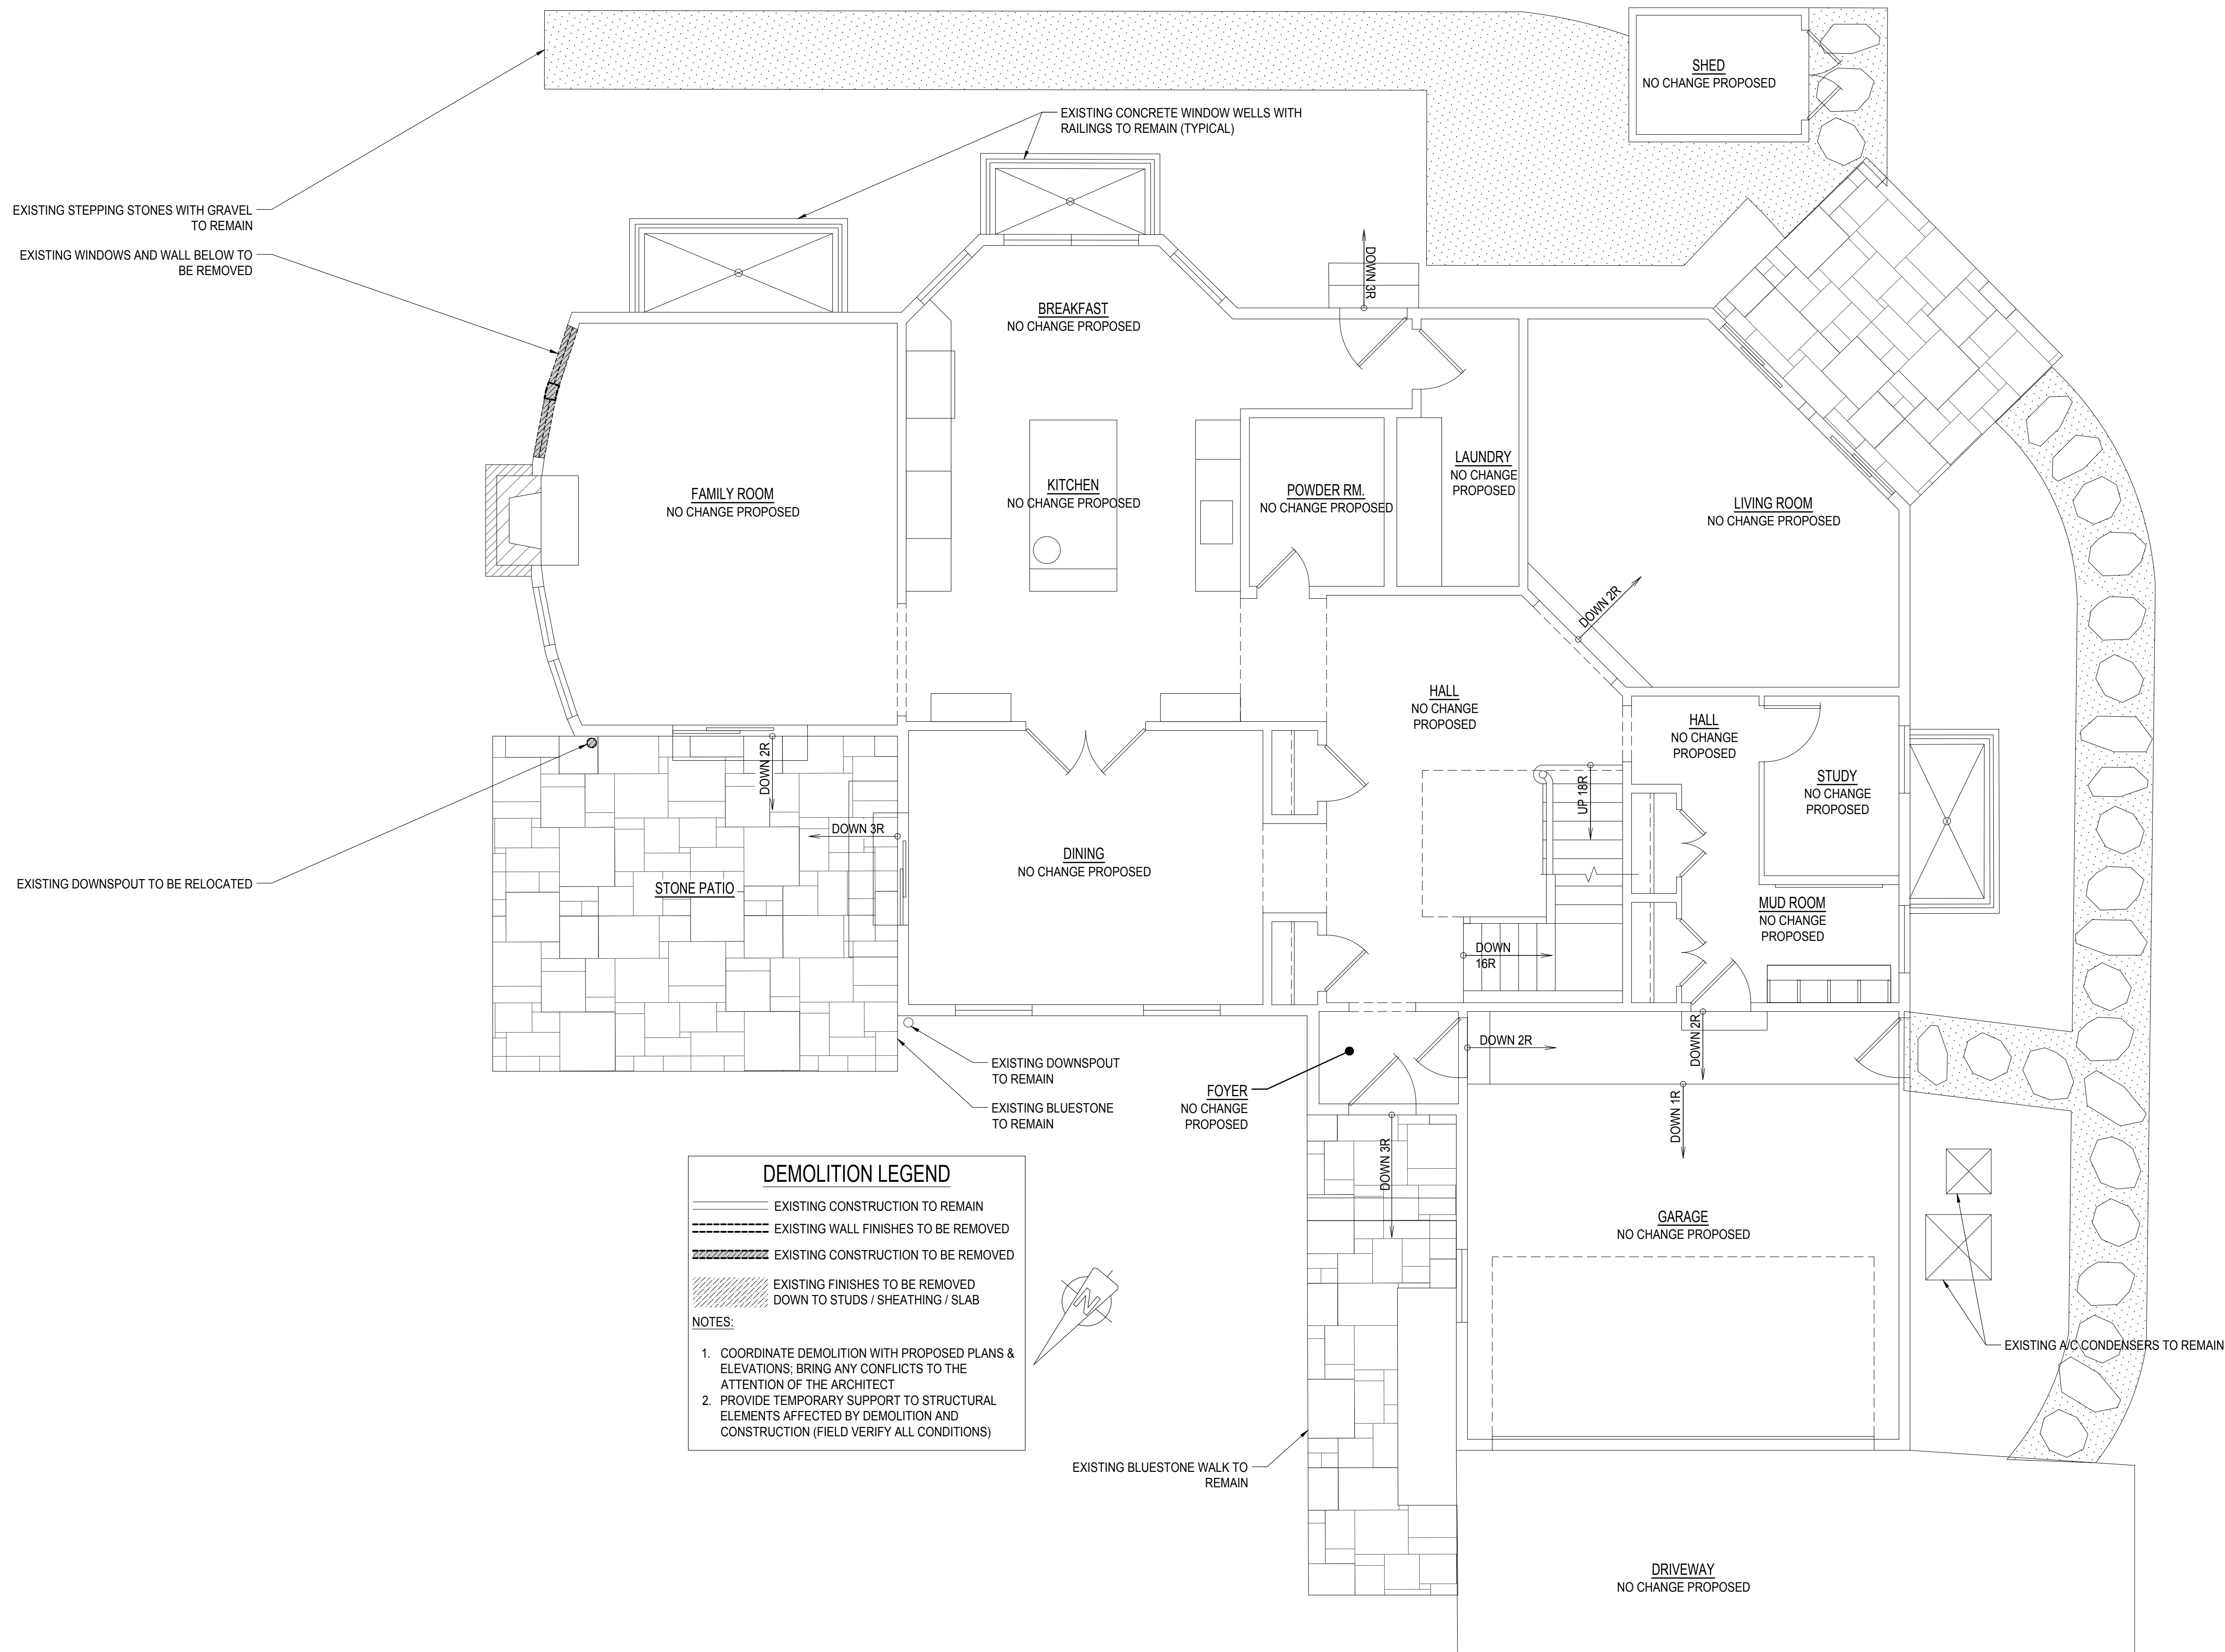 SHED
NO CHANGE PROPOSED
EXISTING CONCRETE WINDOW WELLS WITH
RAILINGS TO REMAIN (TYPICAL)
EXISTING STEPPING STONES WITH GRAVEL
TO REMAIN
EXISTING WINDOWS AND WALL BELOW TO
BE REMOVED
DOWN 3R
BREAKFAST
NO CHANGE PROPOSED
FAMILY ROOM
NO CHANGE PROPOSED
KITCHEN
NO CHANGE PROPOSED
POWDER RM.
NO CHANGE PROPOSED
LAUNDRY
NO CHANGE
PROPOSED
LIVING ROOM
NO CHANGE PROPOSED
DOWN 2R
HALL
NO CHANGE
PROPOSED
HALL
NO CHANGE
PROPOSED
STUDY
NO CHANGE
PROPOSED
DOWN 2R
UP 18R
DOWN 3R
DINING
NO CHANGE PROPOSED
EXISTING DOWNSPOUT TO BE RELOCATED
STONE PATIO
MUD ROOM
NO CHANGE
PROPOSED
DOWN
16R
DOWN 2R
DOWN 2R
EXISTING DOWNSPOUT
TO REMAIN
EXISTING BLUESTONE
TO REMAIN
FOYER
NO CHANGE
PROPOSED
DOWN 1R
DOWN 3R
GARAGE
NO CHANGE PROPOSED
DEMOLITION LEGEND
EXISTING CONSTRUCTION TO REMAIN
EXISTING WALL FINISHES TO BE REMOVED
EXISTING CONSTRUCTION TO BE REMOVED
EXISTING FINISHES TO BE REMOVED
DOWN TO STUDS / SHEATHING / SLAB
NOTES:
1. COORDINATE DEMOLITION WITH PROPOSED PLANS &
ELEVATIONS; BRING ANY CONFLICTS TO THE
ATTENTION OF THE ARCHITECT
2. PROVIDE TEMPORARY SUPPORT TO STRUCTURAL
ELEMENTS AFFECTED BY DEMOLITION AND
CONSTRUCTION (FIELD VERIFY ALL CONDITIONS)
N
EXISTING A/C CONDENSERS TO REMAIN
EXISTING BLUESTONE WALK TO
REMAIN
DRIVEWAY
NO CHANGE PROPOSED